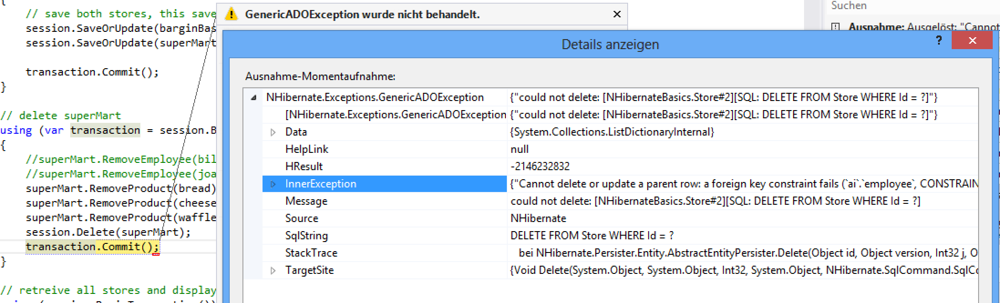 {
// save both stores, this save
session.SaveOrUpdate(barginBas
session.SaveOrUpdate(superMart
transaction.Commit();
}
// delete superMart
using (var transaction = session.B
{
//superMart.RemoveEmployee(bil
//superMart.RemoveEmployee(joa
superMart.RemoveProduct(bread)
superMart.RemoveProduct(cheese
superMart.RemoveProduct(waffle
session.Delete(superMart);
transaction.Commit();
}
// retreive all stores and display
GenericADOException wurde nicht behandelt.
Suchen
Ausnahme: Ausgelöst: "Cannot
Details anzeigen
?
Ausnahme-Momentaufnahme:
NHibernate.Exceptions.GenericADOException {"could not delete: [NHibernateBasics.Store#2][SQL: DELETE FROM Store WHERE Id = ?]"}
[NHibernate.Exceptions.GenericADOException {"could not delete: [NHibernateBasics.Store#2][SQL: DELETE FROM Store WHERE Id = ?]"}
Data {System.Collections.ListDictionaryInternal}
HelpLink null
HResult -2146232832
InnerException {"Cannot delete or update a parent row: a foreign key constraint fails (`ai`.`employee`, CONSTRAIN
Message could not delete: [NHibernateBasics.Store#2][SQL: DELETE FROM Store WHERE Id = ?]
Source NHibernate
SqlString DELETE FROM Store WHERE Id = ?
StackTrace bei NHibernate.Persister.Entity.AbstractEntityPersister.Delete(Object id, Object version, Int32 j, O
TargetSite {Void Delete(System.Object, System.Object, Int32, System.Object, NHibernate.SqlCommand.SqlCo